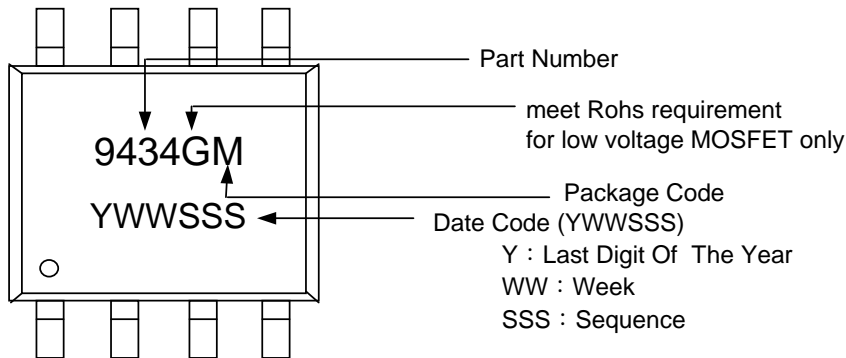 Part Number
meet Rohs requirement
for low voltage MOSFET only
9434GM
Package Code
YWWSSS
Date Code (YWWSSS)
Y：Last Digit Of The Year
WW：Week
SSS：Sequence